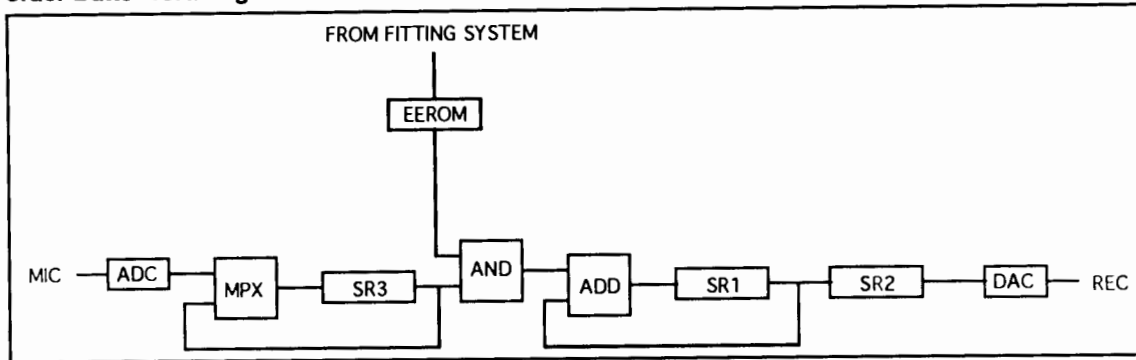 FROM FITTING SYSTEM
EEROM
MIC
ADC
MPX
SR3
AND
ADD
SR1
SR2
DAC
REC